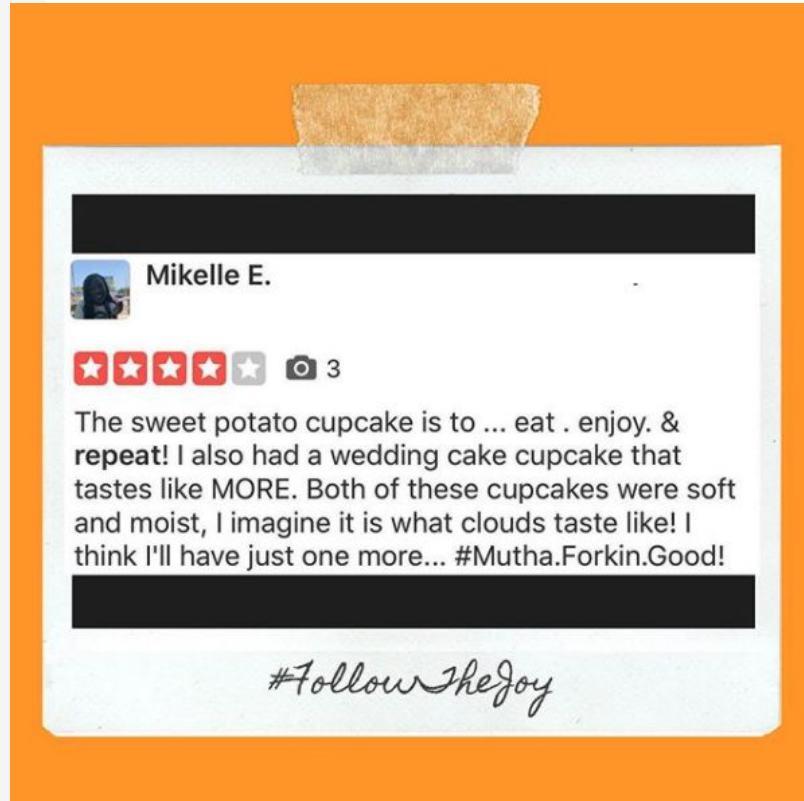 Mikelle E.
3
The sweet potato cupcake is to ... eat . enjoy. &
repeat! I also had a wedding cake cupcake that
tastes like MORE. Both of these cupcakes were soft
and moist, I imagine it is what clouds taste like! I
think I'll have just one more... #Mutha.Forkin.Good!
#FollowTheJoy